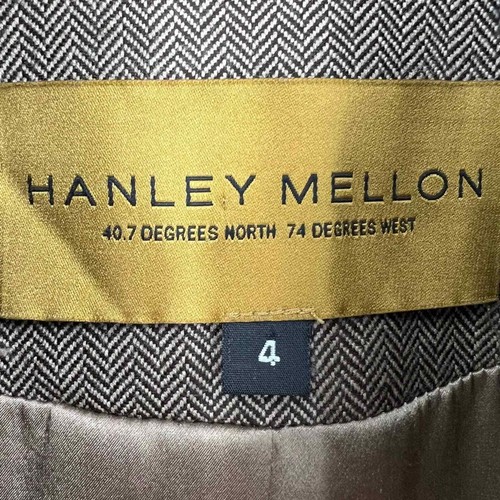 HANLEY MELLON
40.7 DEGREES NORTH 74 DEGREES WEST
4